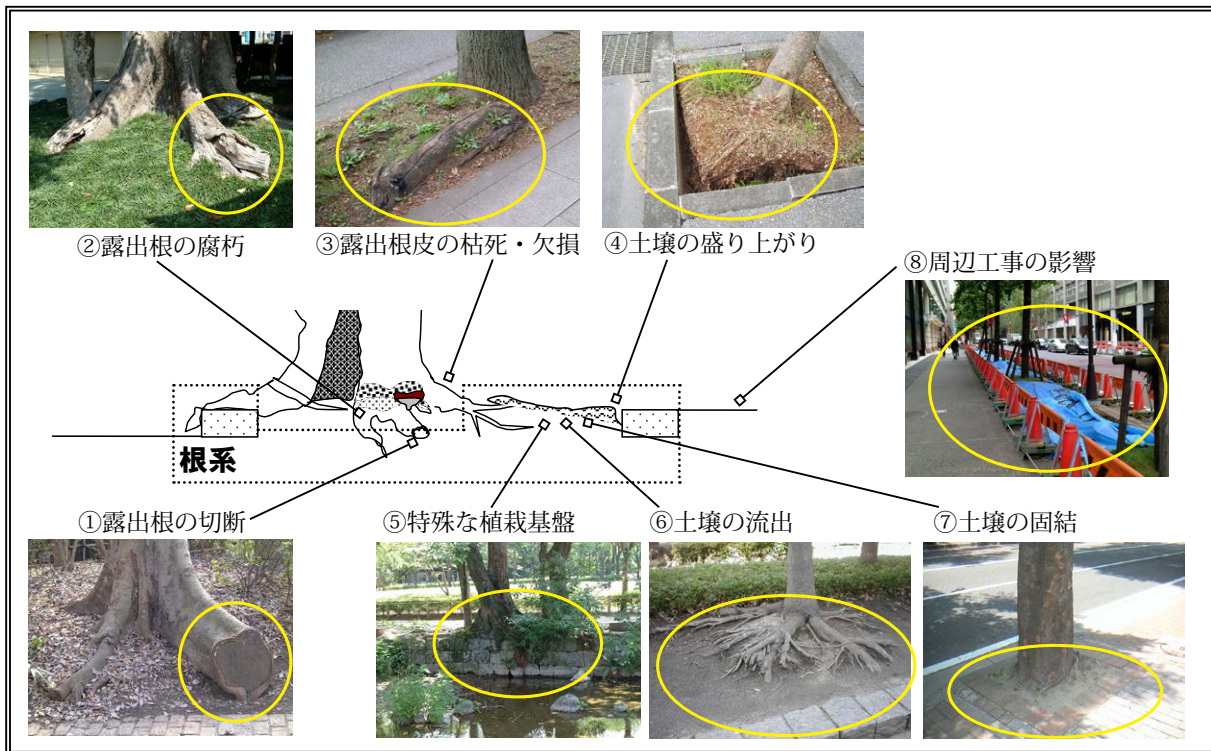 ②露出根の腐朽
③露出根皮の枯死・欠損
④土壌の盛り上がり
⑧周辺工事の影響
根系
①露出根の切断
⑤特殊な植栽基盤
⑥土壌の流出
⑦土壌の固結